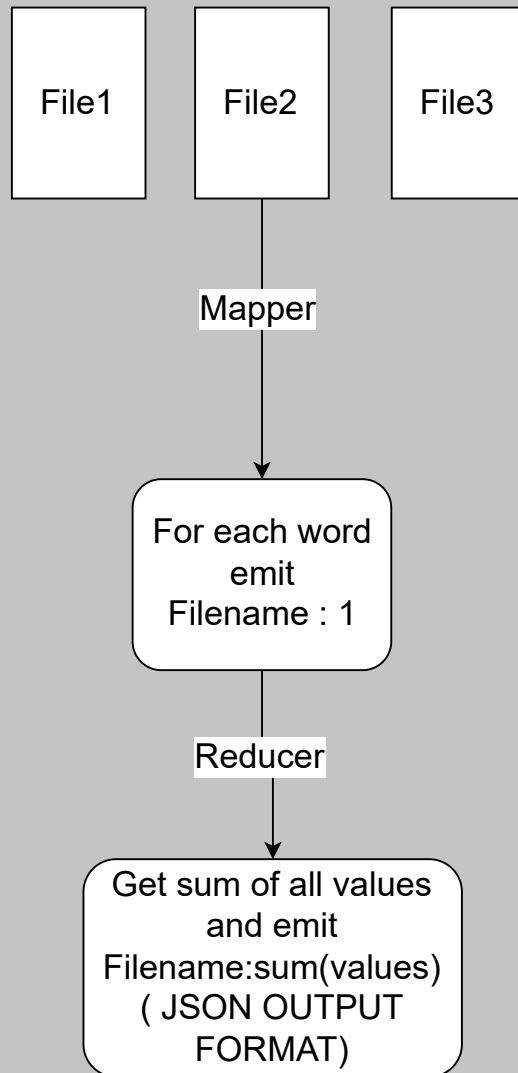 File1
File2
File3
Mapper
For each word
emit
Filename : 1
Reducer
Get sum of all values
and emit
Filename:sum(values)
( JSON OUTPUT
FORMAT)